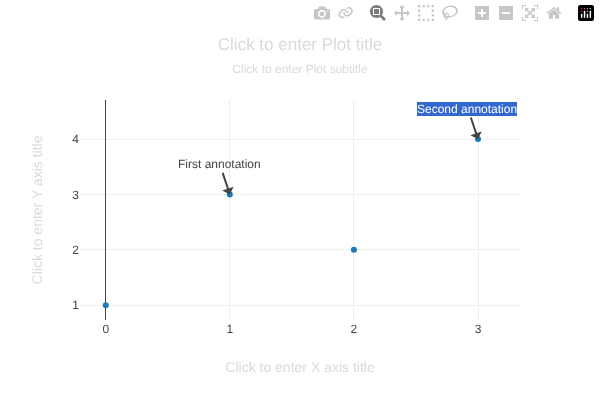 Click to enter Plot title
Click to enter Plot subtitle
Second annotation
First annotation
Click to enter Y axis title
4
3
2
1
0 1 2 3
Click to enter X axis title